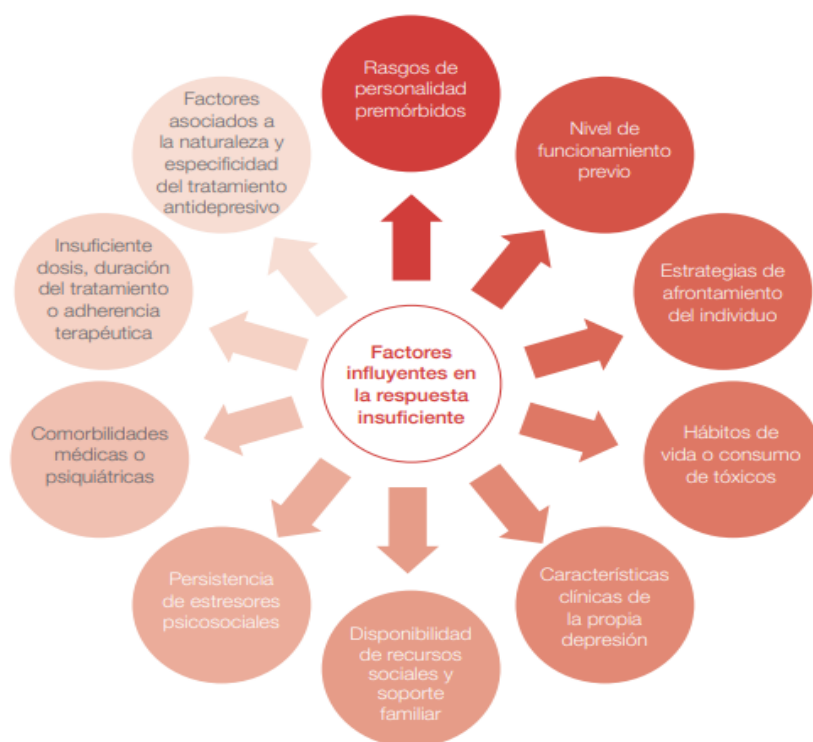 Rasgos de
personalidad
premórbidos
Nivel de
funcionamiento
previo
Estrategias de
afrontamiento
del individuo
Hábitos de
vida o consumo
de tóxicos
Características
clínicas de
la propia
depresión
Disponibilidad
de recursos
sociales y
soporte
familiar
Persistencia
de estresores
psicosociales
Comorbilidades
médicas o
psiquiátricas
Insuficiente
dosis, duración
del tratamiento
o adherencia
terapéutica
Factores
asociados a
la naturaleza y
especificidad
del tratamiento
antidepresivo
Factores
influyentes en
la respuesta
insuficiente